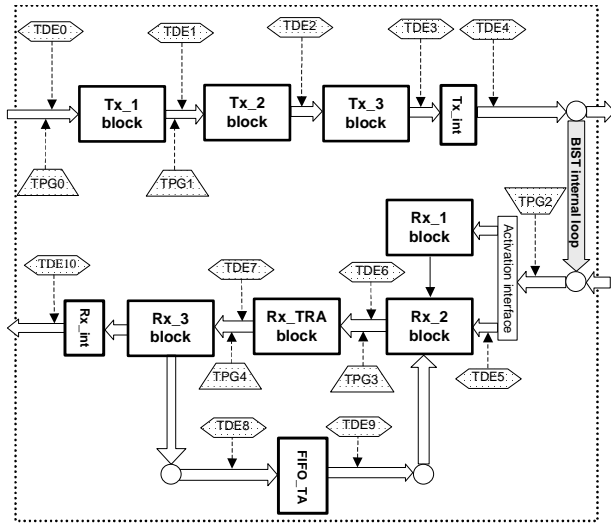 TDE0
TDE1
TDE2
TDE3
TDE4
Tx_1
block
Tx_2
block
Tx_3
block
Tx_int
TPG0
TPG1
BIST internal loop
TPG2
Rx_1
block
Activation interface
TDE10
TDE7
TDE6
Rx_int
Rx_3
block
Rx_TRA
block
Rx_2
block
TPG4
TPG3
TDE5
TDE8
TDE9
FIFO_TA